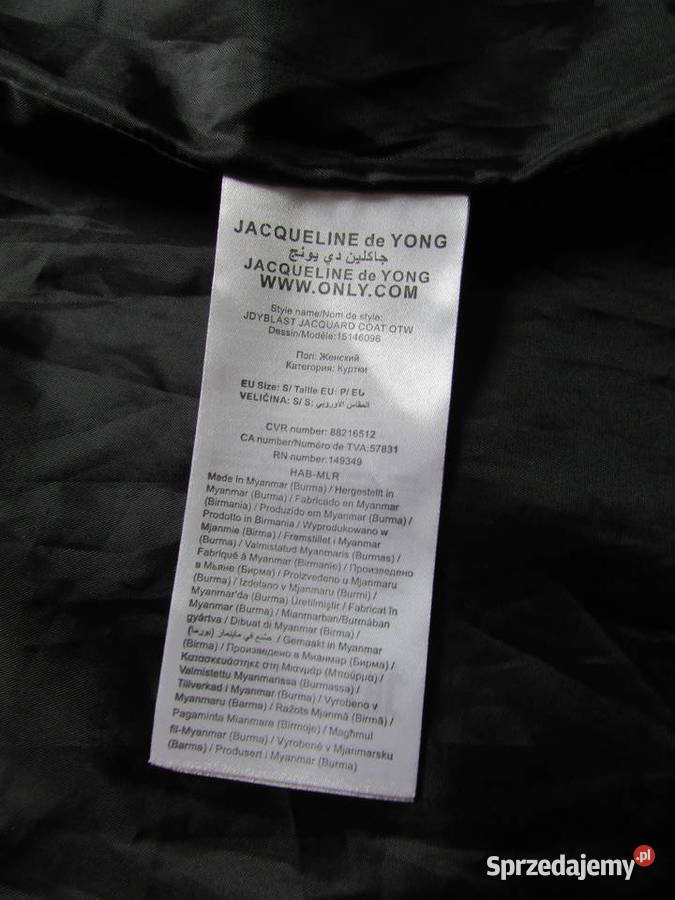 JACQUELINE de YONG
جاكلين دي يونج
JACQUELINE de YONG
WWW.ONLY.COM
Style name/Nom de style:
JDYBLAST JACQUARD COAT OTW
Dessin/Modèle:15146096
Пол: Женский
Категория: Куртки
EU Size: S/ Taille EU: P/ EU
VELIČINA: S/ S: المقاس الأوروبي
CVR number: 88216512
CA number/Numéro de TVA:57831
RN number:149349
HAB-MLR
Made In Myanmar (Burma) / Hergestellt in
Myanmar (Burma) / Fabricado en Myanmar
(Birmania) / Produzido em Myanmar (Burma) /
Prodotto in Birmania / Wyprodukowano w
Mjanmie (Birma) / Fremstillet i Myanmar
(Burma) / Valmistatud Myanmaris (Burmas) /
Fabriqué à Myanmar (Birmanie) / Произведено
в Мьяне (Бирма) / Proizvedeno u Mjanmaru
(Burma) / Izdelano v Mjanmaru (Burmi) /
Myanmar'da (Burma) Üretilmiştir / Fabricat în
Myanmar (Burma) / Mianmarban/Burmában
gyártva / Dibuat di Myanmar (Birma) /
صنع في ماينمار (بورما) / Gemaakt in Myanmar
(Birma) / Произведено в Мианмар (Бирма) /
Κατασκευάστηκε στη Μιανμάρ (Μπούρμα) /
Valmistettu Myanmarissa (Burmassa) /
Tillverkad i Myanmar (Burma) / Vyrobeno v
Myanmaru (Barma) / Ražots Mjanmā (Birmā) /
Pagaminta Mianmare (Birmoje) / Magħmul
fil-Myanmar (Burma) / Vyrobené v Mjanmarsku
(Barma) / Produsert i Myanmar (Burma)
Sprzedajemy.pl